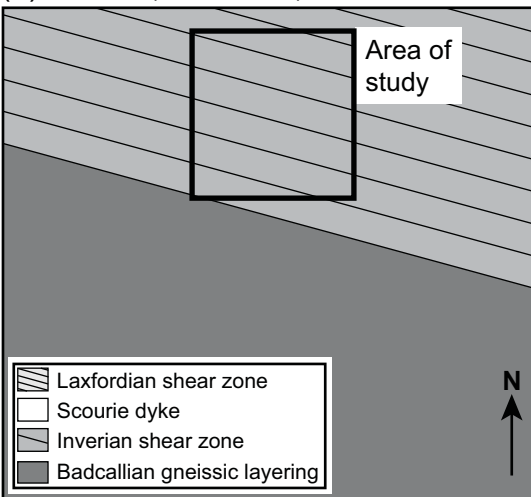 Area of
study
Laxfordian shear zone
Scourie dyke
Inverian shear zone
Badcallian gneissic layering
N